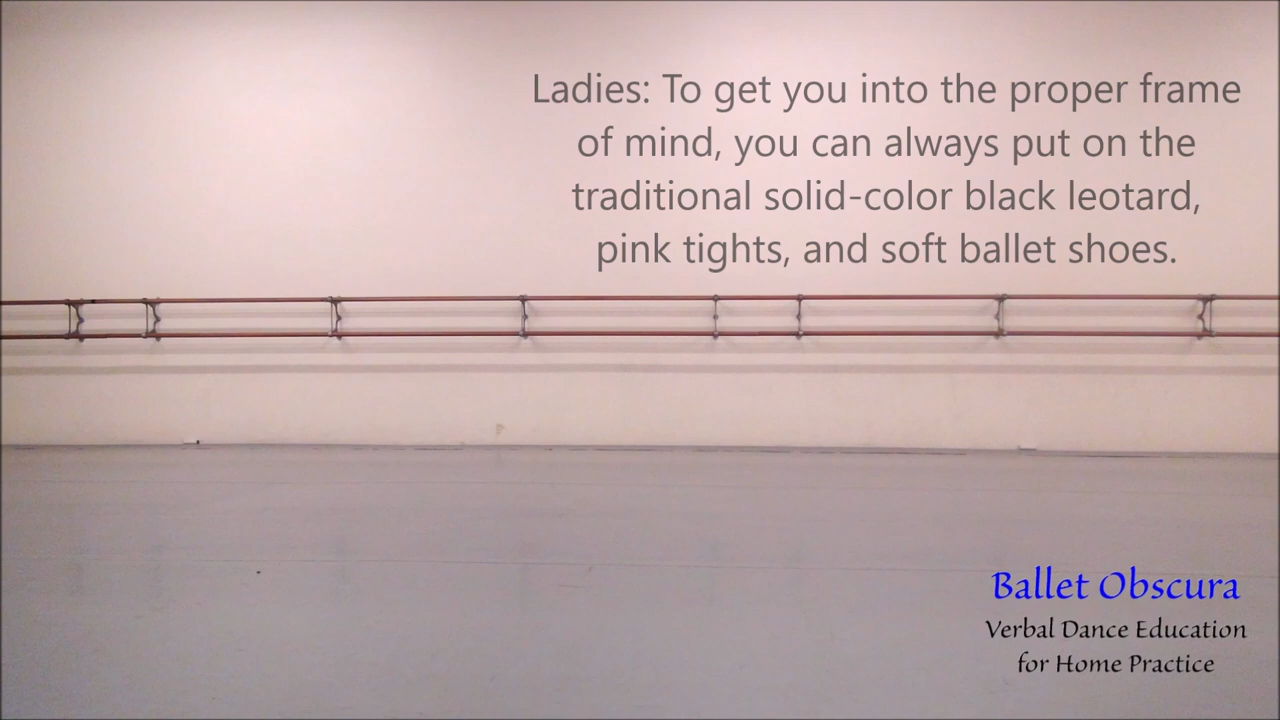 Ladies: To get you into the proper frame
of mind, you can always put on the
traditional solid-color black leotard,
pink tights, and soft ballet shoes.
Ballet Obscura
Verbal Dance Education
for Home Practice